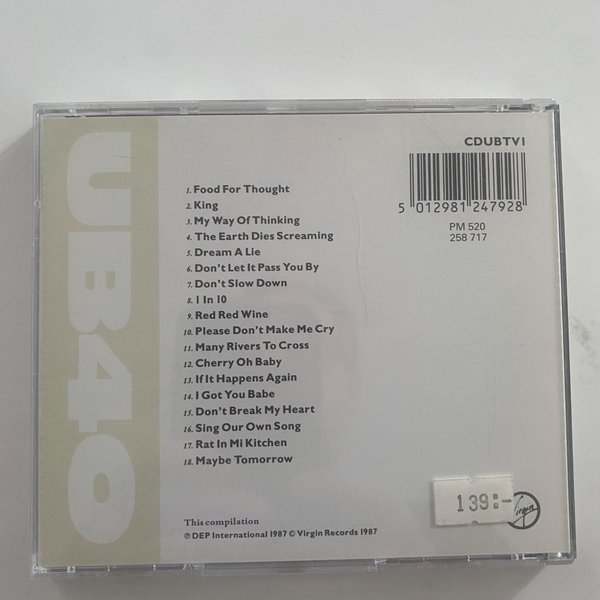 UB40
CDUBTV1
5 012981 247928
PM 520
258 717
1. Food For Thought
2. King
3. My Way Of Thinking
4. The Earth Dies Screaming
5. Dream A Lie
6. Don't Let It Pass You By
7. Don't Slow Down
8. 1 In 10
9. Red Red Wine
10. Please Don't Make Me Cry
11. Many Rivers To Cross
12. Cherry Oh Baby
13. If It Happens Again
14. I Got You Babe
15. Don't Break My Heart
16. Sing Our Own Song
17. Rat In Mi Kitchen
18. Maybe Tomorrow
139:-
Virgin
This compilation
℗ DEP International 1987 © Virgin Records 1987